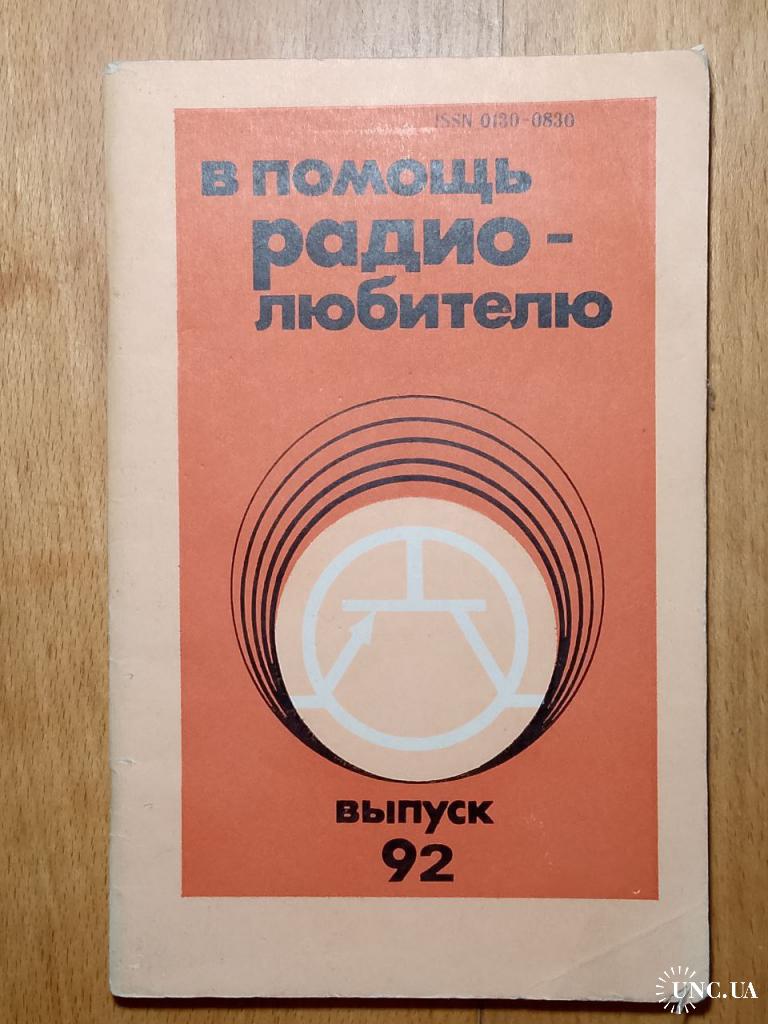 ISSN 0130-0830
В ПОМОЩЬ
РАДИО-
ЛЮБИТЕЛЮ
ВЫПУСК
92
UNC.UA